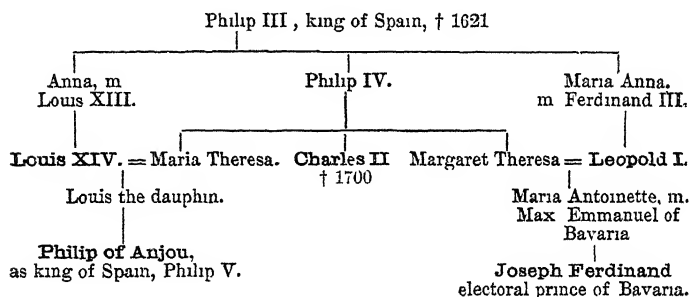 Philip III, king of Spain, † 1621
Anna, m Philip IV. Maria Anna.
Louis XIII. m Ferdinand III.
Louis XIV. = Maria Theresa. Charles II Margaret Theresa = Leopold I.
† 1700
Louis the dauphin. Maria Antoinette, m.
Max Emmanuel of
Bavaria
Philip of Anjou,
as king of Spain, Philip V. Joseph Ferdinand
electoral prince of Bavaria.